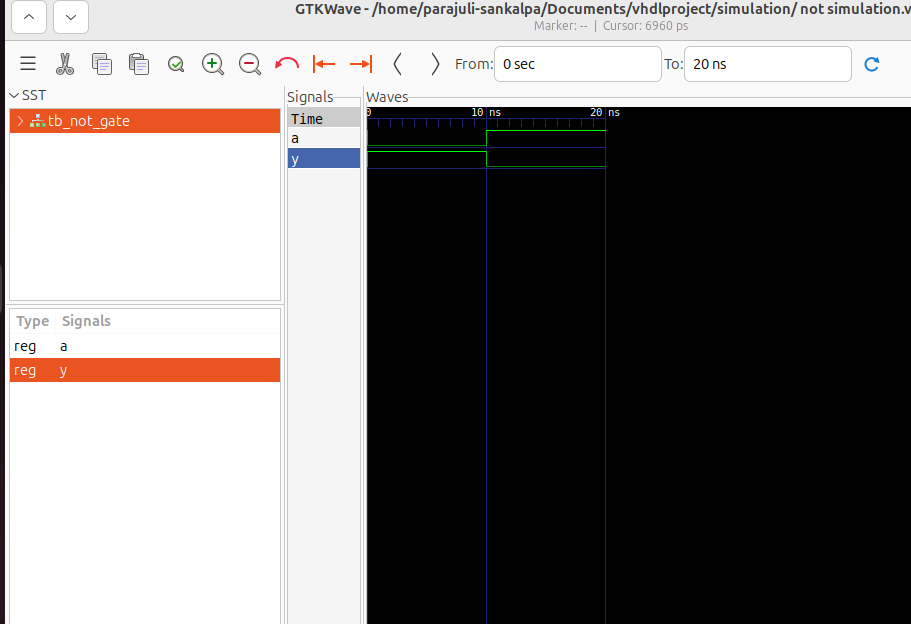 GTKWave - /home/parajuli-sankalpa/Documents/vhdlproject/simulation/ not simulation.v
Marker: -- | Cursor: 6960 ps
From: 0 sec To: 20 ns
SST
tb_not_gate
Type Signals
reg a
reg y
Signals
Time
a
y
Waves
0 10 ns 20 ns